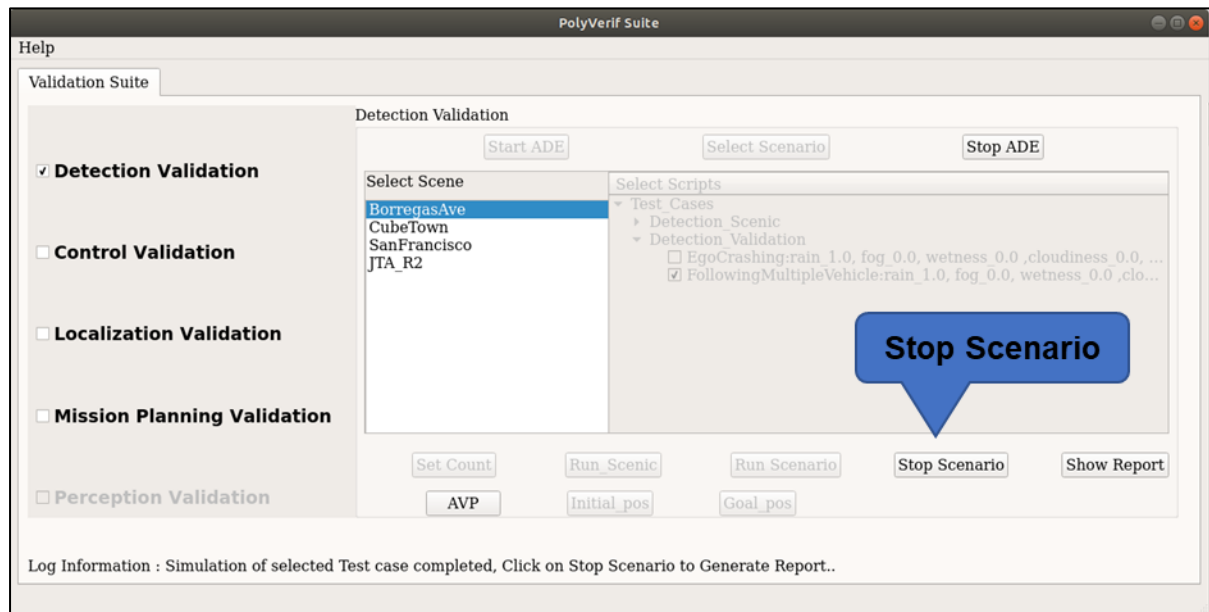 PolyVerif Suite
Help
Validation Suite
Detection Validation
Start ADE
Select Scenario
Stop ADE
Detection Validation
Control Validation
Localization Validation
Mission Planning Validation
Perception Validation
Select Scene
BorregasAve
CubeTown
SanFrancisco
JTA_R2
Select Scripts
Test_Cases
Detection_Scenic
Detection_Validation
EgoCrashing:rain_1.0, fog_0.0, wetness_0.0 ,cloudiness_0.0, ...
FollowingMultipleVehicle:rain_1.0, fog_0.0, wetness_0.0 ,clo...
Stop Scenario
Set Count
Run_Scenic
Run Scenario
Stop Scenario
Show Report
AVP
Initial_pos
Goal_pos
Log Information : Simulation of selected Test case completed, Click on Stop Scenario to Generate Report..